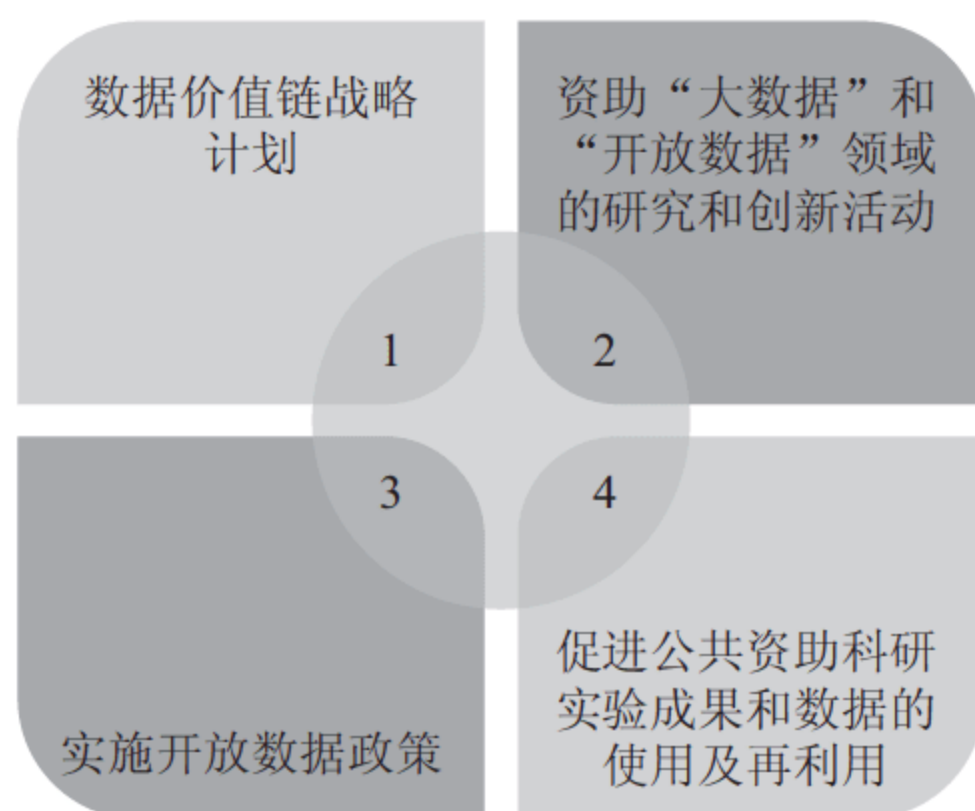 数据价值链战略
计划
1
资助“大数据”和
“开放数据”领域
的研究和创新活动
2
3
实施开放数据政策
4
促进公共资助科研
实验成果和数据的
使用及再利用